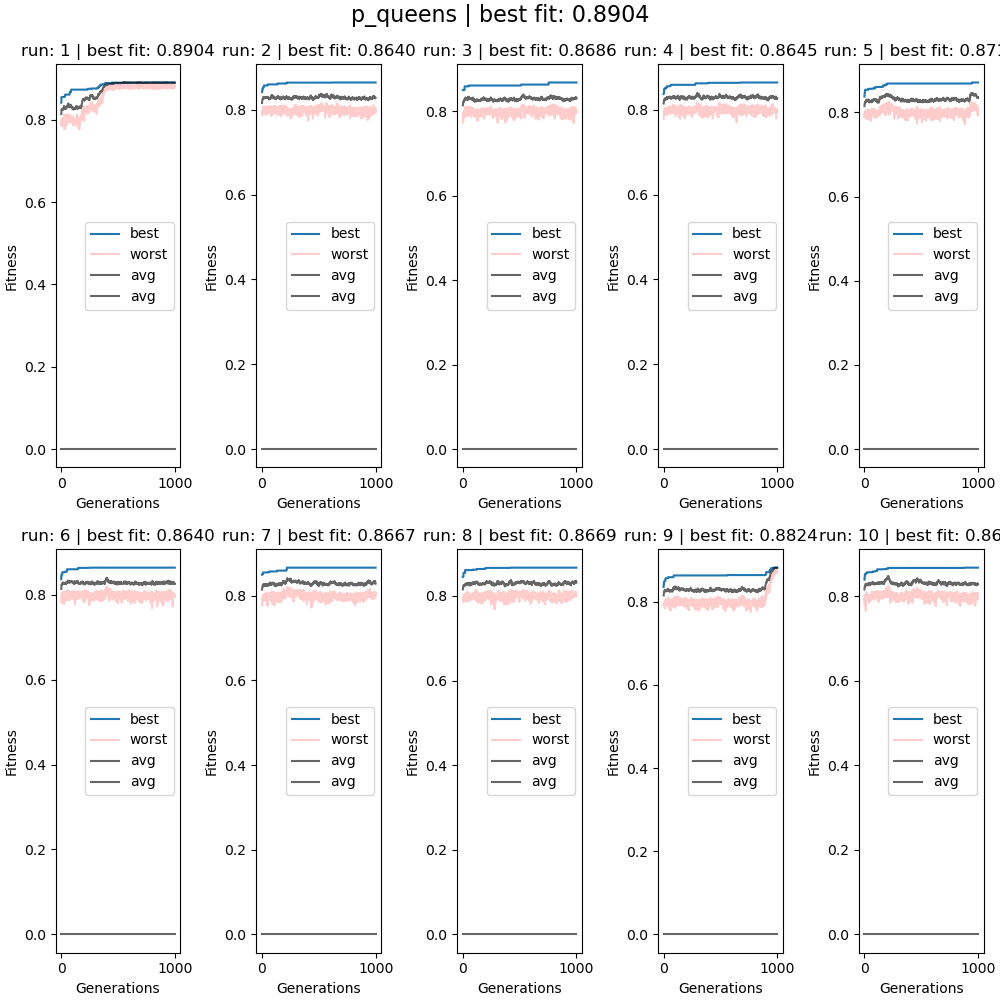 p_queens | best fit: 0.8904
run: 1 | best fit: 0.8904
Fitness
0.8
0.6
0.4
0.2
0.0
best
worst
avg
avg
0 1000
Generations
run: 2 | best fit: 0.8640
Fitness
0.8
0.6
0.4
0.2
0.0
best
worst
avg
avg
0 1000
Generations
run: 3 | best fit: 0.8686
Fitness
0.8
0.6
0.4
0.2
0.0
best
worst
avg
avg
0 1000
Generations
run: 4 | best fit: 0.8645
Fitness
0.8
0.6
0.4
0.2
0.0
best
worst
avg
avg
0 1000
Generations
run: 5 | best fit:
Fitness
0.8
0.6
0.4
0.2
0.0
best
worst
avg
avg
0 1000
Generations
run: 6 | best fit: 0.8640
Fitness
0.8
0.6
0.4
0.2
0.0
best
worst
avg
avg
0 1000
Generations
run: 7 | best fit: 0.8667
Fitness
0.8
0.6
0.4
0.2
0.0
best
worst
avg
avg
0 1000
Generations
run: 8 | best fit: 0.8669
Fitness
0.8
0.6
0.4
0.2
0.0
best
worst
avg
avg
0 1000
Generations
run: 9 | best fit: 0.8824
Fitness
0.8
0.6
0.4
0.2
0.0
best
worst
avg
avg
0 1000
Generations
run: 10 | best fit:
Fitness
0.8
0.6
0.4
0.2
0.0
best
worst
avg
avg
0 1000
Generations